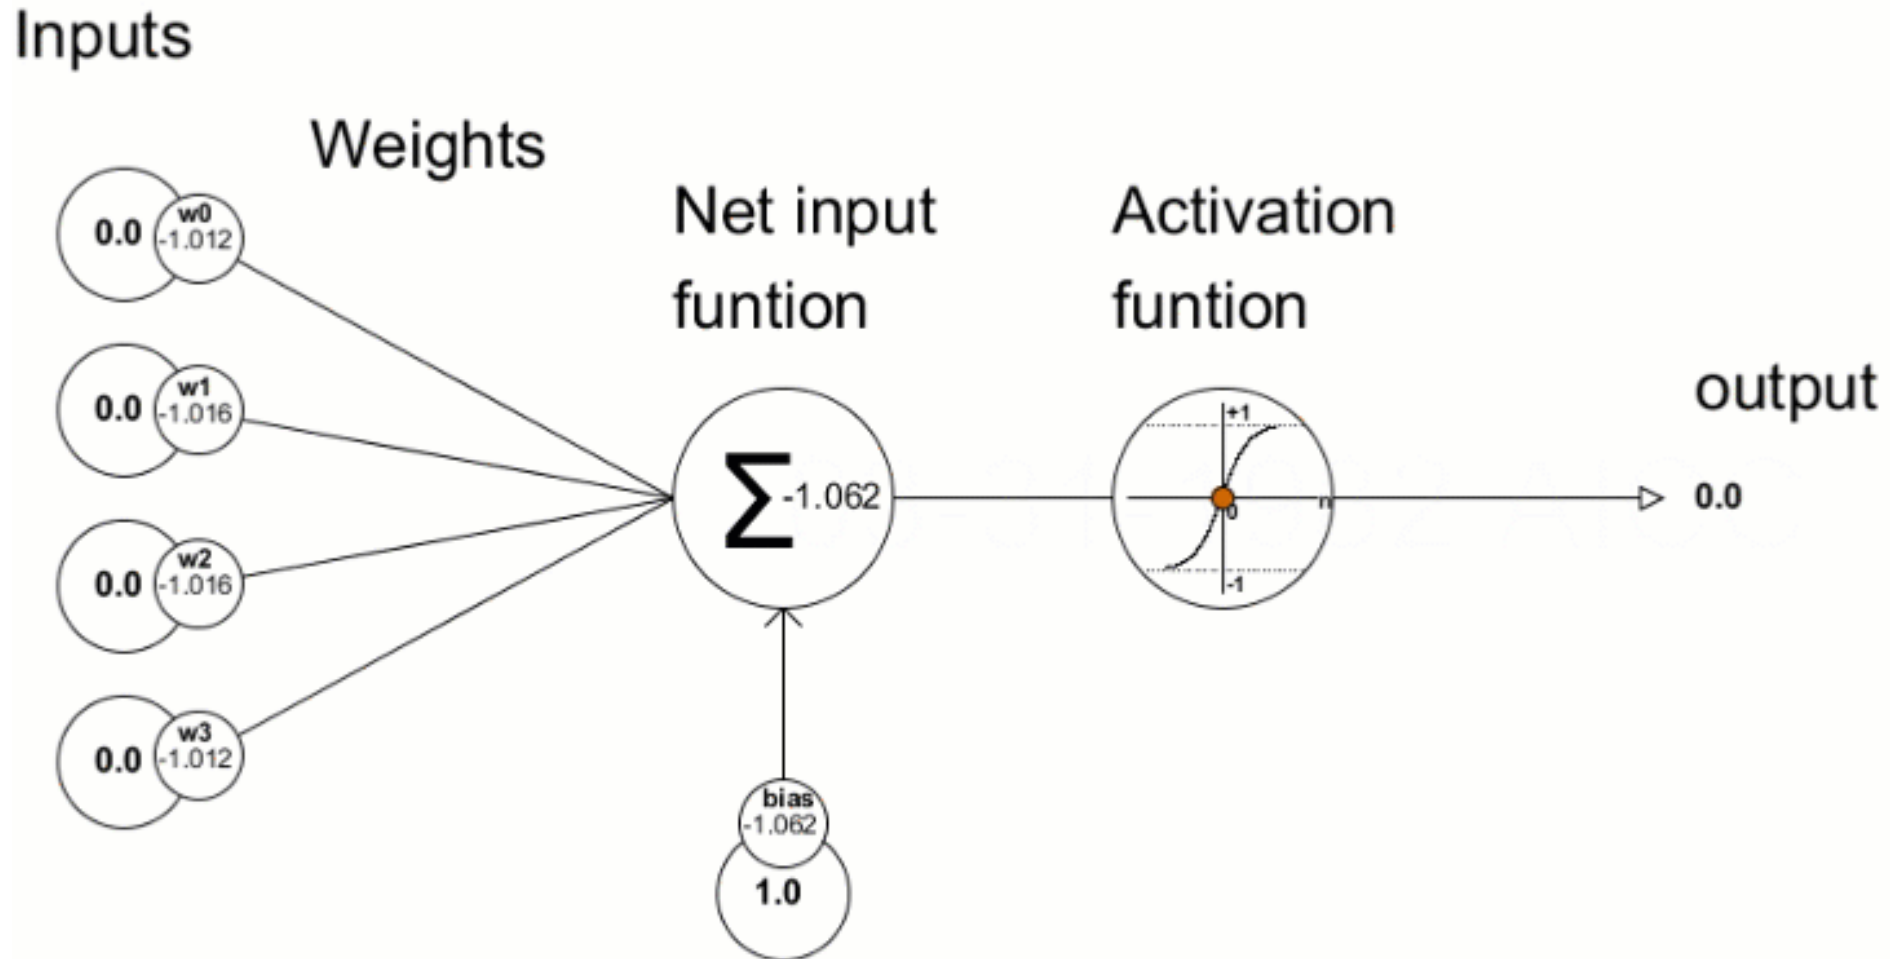 Inputs
Weights
Net input
funtion
Activation
funtion
output
0.0
w0
-1.012
0.0
w1
-1.016
0.0
w2
-1.016
0.0
w3
-1.012
Σ -1.062
+1
0
n
-1
0.0
bias
-1.062
1.0